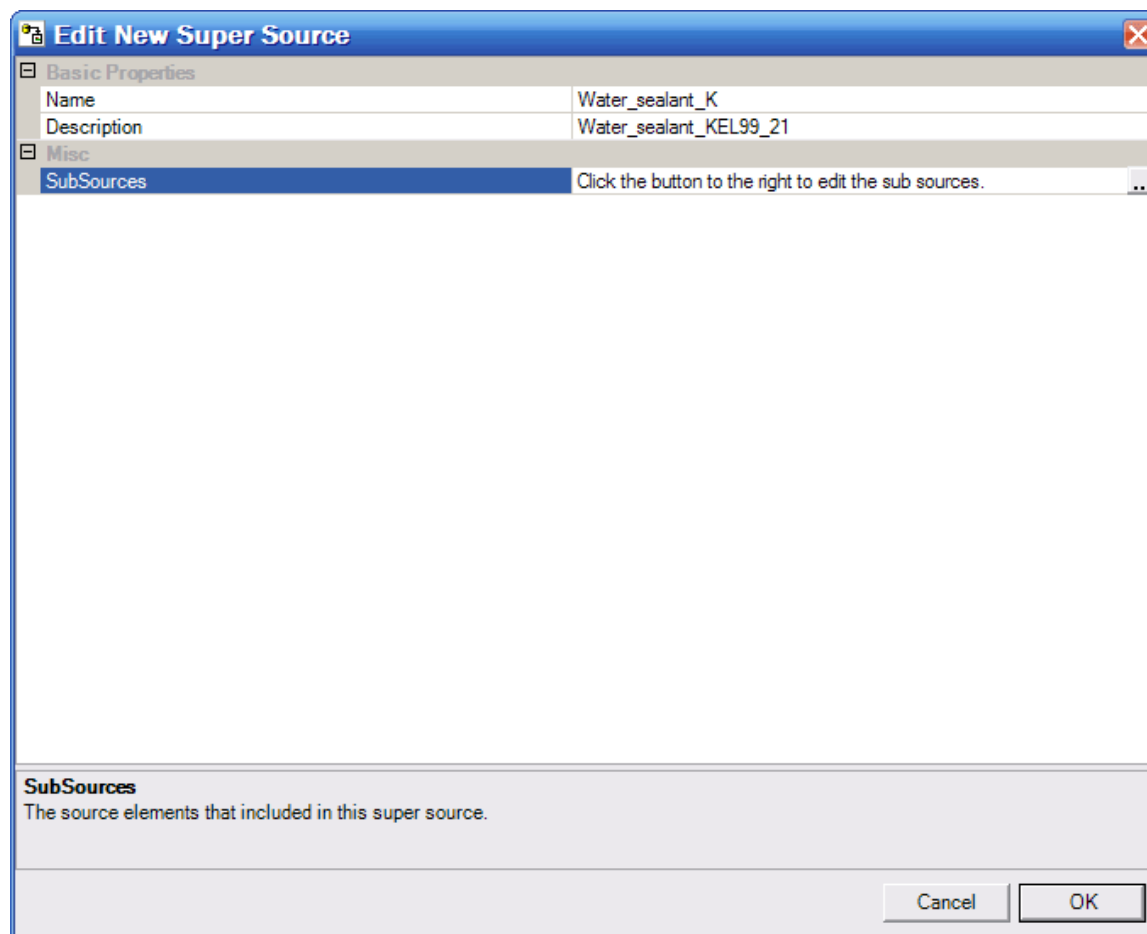 Edit New Super Source
Basic Properties
Name Water_sealant_K
Description Water_sealant_KEL99_21
Misc
SubSources Click the button to the right to edit the sub sources. ..
SubSources
The source elements that included in this super source.
Cancel OK